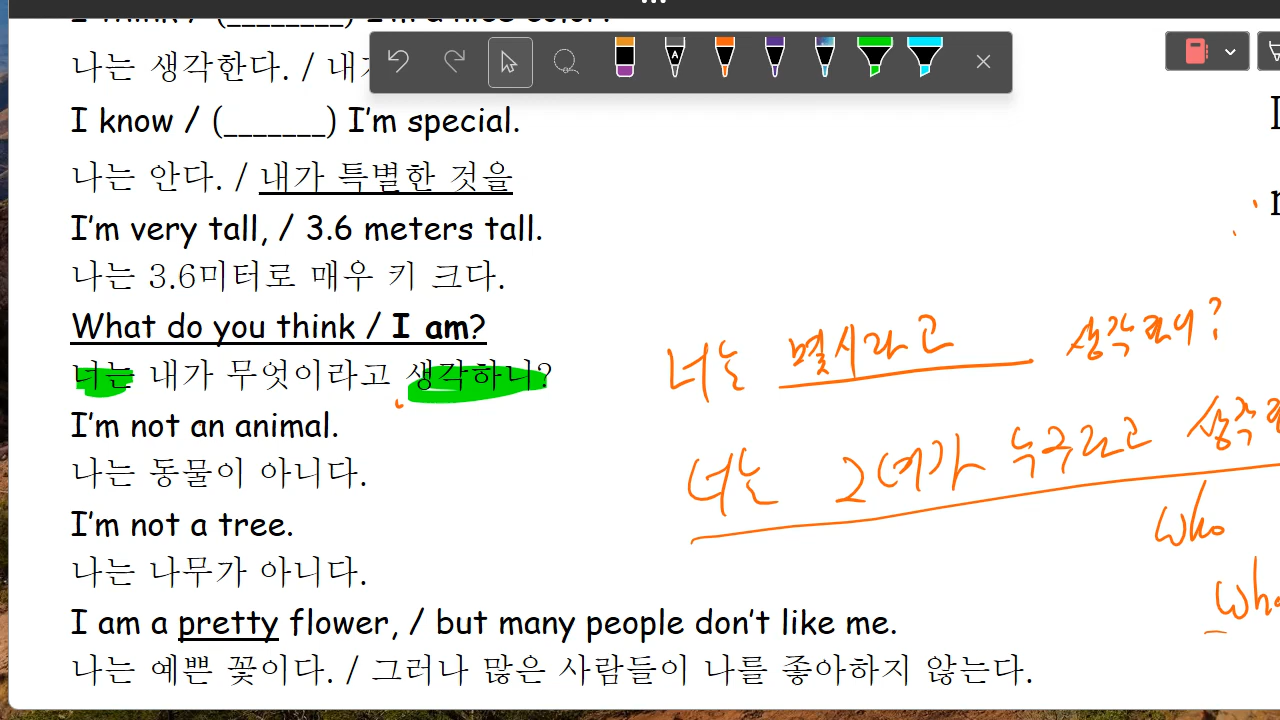 나는 생각한다. / 내가
I know / (_______) I'm special.
나는 안다. / 내가 특별한 것을
I'm very tall, / 3.6 meters tall.
나는 3.6미터로 매우 키 크다.
What do you think / I am?
너는 내가 무엇이라고 생각하니?
너는 몇시라고 생각하니?
I'm not an animal.
너는 그녀가 누구라고 생각
나는 동물이 아니다.
I'm not a tree.
who
나는 나무가 아니다.
I am a pretty flower, / but many people don't like me.
나는 예쁜 꽃이다. / 그러나 많은 사람들이 나를 좋아하지 않는다.